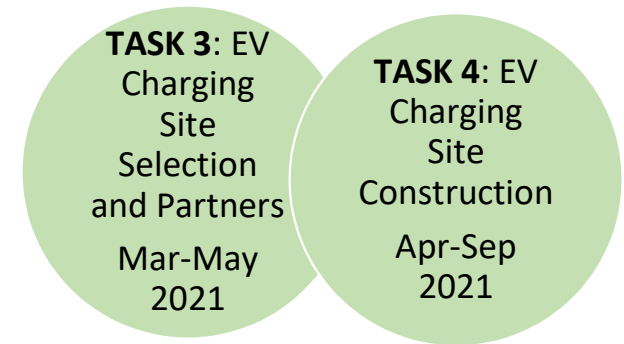 TASK 3: EV
Charging
Site
Selection
and Partners
Mar-May
2021
TASK 4: EV
Charging
Site
Construction
Apr-Sep
2021